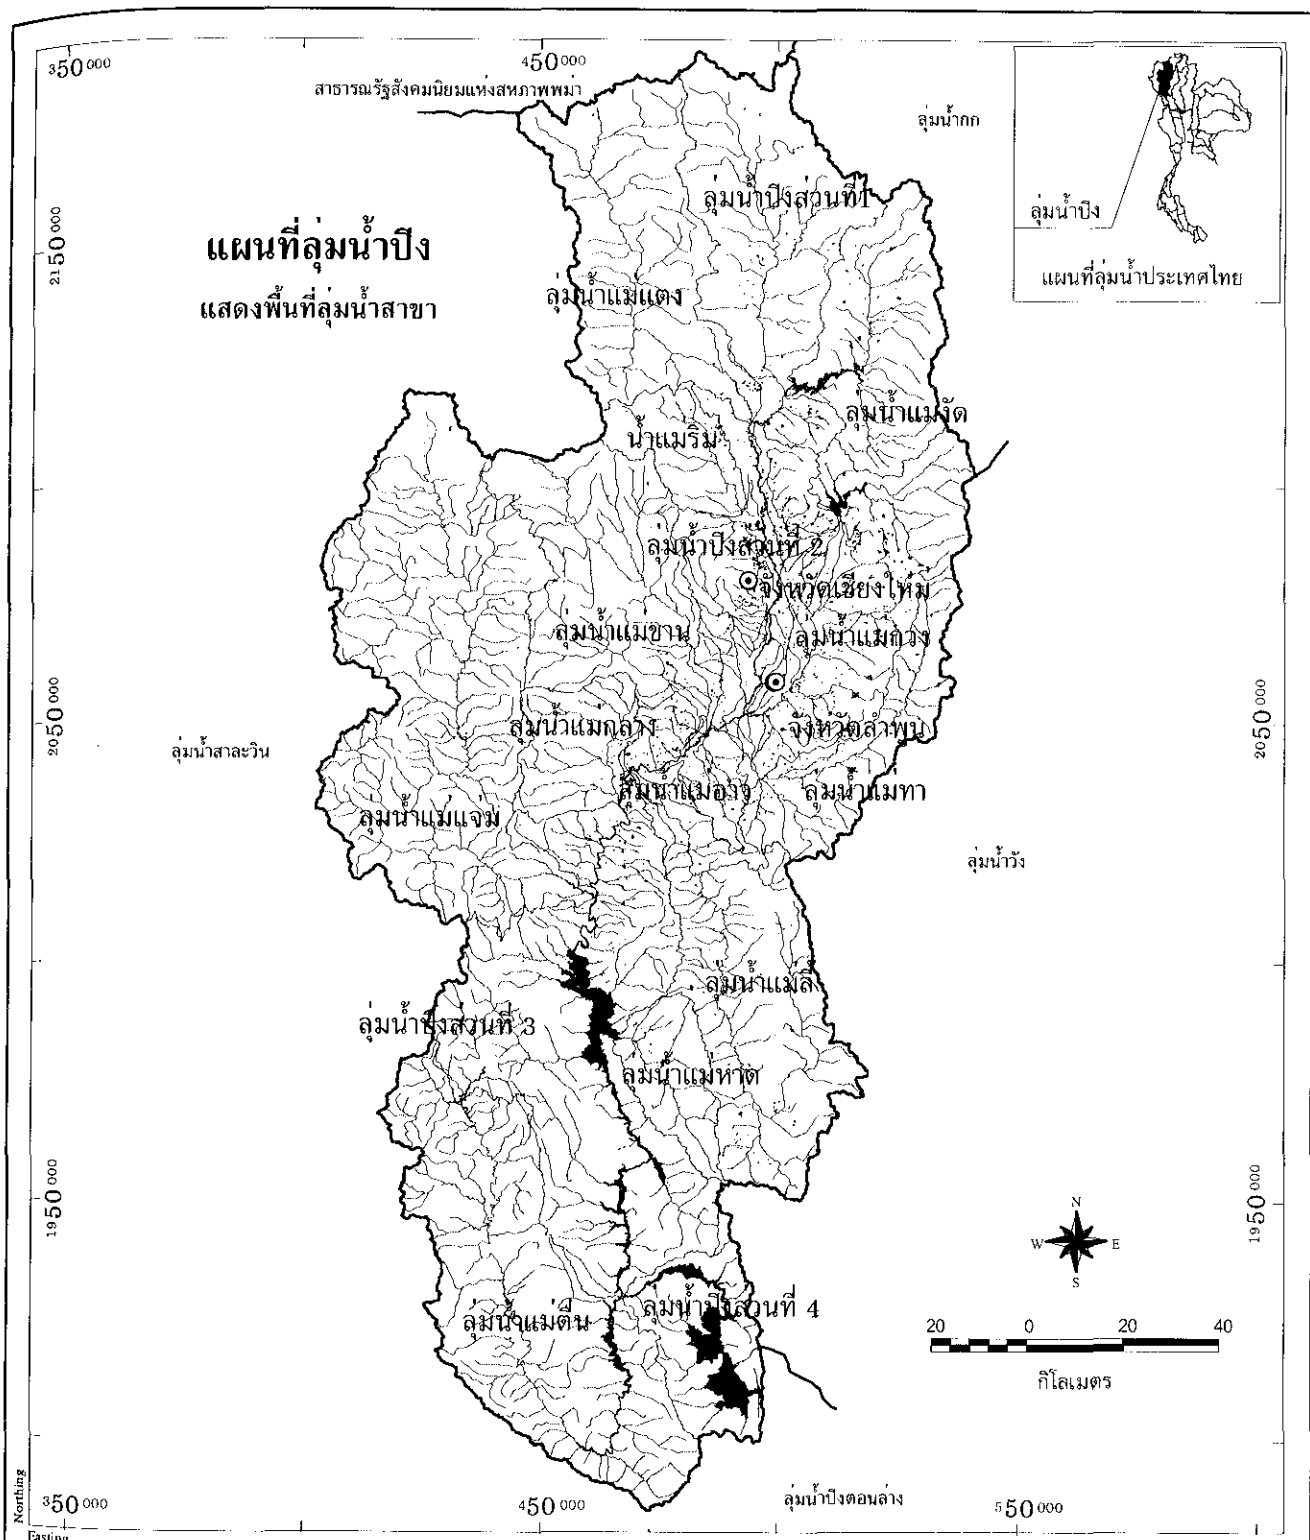 350000
450000
สาธารณรัฐสังคมนิยมแห่งสหภาพพม่า
ลุ่มน้ำกก
ลุ่มน้ำปิง
แผนที่ลุ่มน้ำประเทศไทย
แผนที่ลุ่มน้ำปิง
แสดงพื้นที่ลุ่มน้ำสาขา
2150000
ลุ่มน้ำปิงส่วนที่1
ลุ่มน้ำแม่แตง
ลุ่มน้ำแม่งัด
น้ำแม่ริม
ลุ่มน้ำปิงส่วนที่ 2
จังหวัดเชียงใหม่
ลุ่มน้ำแม่ขาน
ลุ่มน้ำแม่กวง
ลุ่มน้ำแม่กลาง
จังหวัดลำพูน
2050000
2050000
ลุ่มน้ำสาละวิน
ลุ่มน้ำแม่ทา
ลุ่มน้ำแม่แจ่ม
ลุ่มน้ำวัง
ลุ่มน้ำแม่ลี้
ลุ่มน้ำปิงส่วนที่ 3
ลุ่มน้ำแม่หาด
1950000
1950000
N
W
E
S
ลุ่มน้ำปิงส่วนที่ 4
ลุ่มน้ำแม่ตื่น
20 0 20 40
กิโลเมตร
ลุ่มน้ำปิงตอนล่าง
Northing
350000
450000
550000
Easting